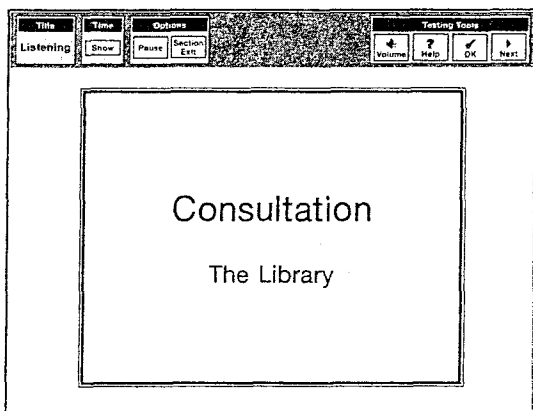 Title Time Options Testing Tools
Listening Show Pause Section Exit Volume Help OK Next
Consultation
The Library